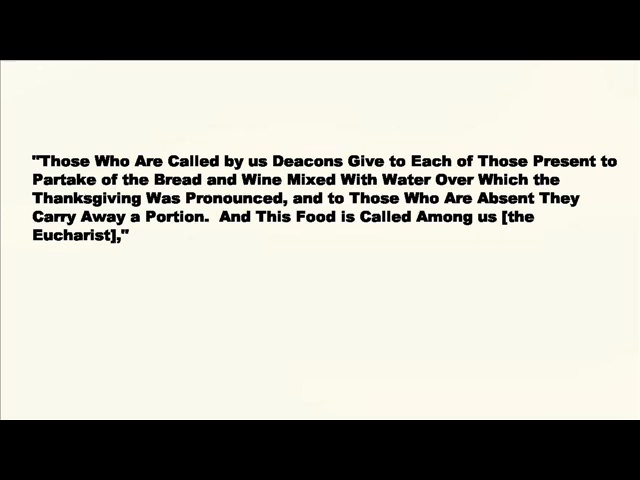 "Those Who Are Called by us Deacons Give to Each of Those Present to
Partake of the Bread and Wine Mixed With Water Over Which the
Thanksgiving Was Pronounced, and to Those Who Are Absent They
Carry Away a Portion.  And This Food is Called Among us [the
Eucharist],"